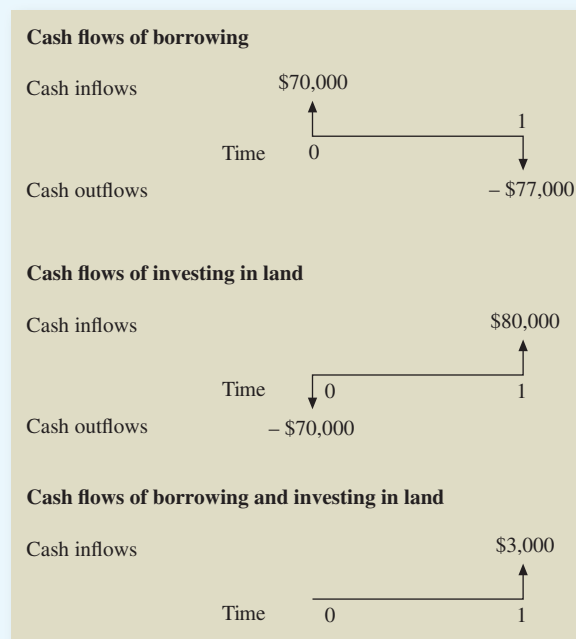 Cash flows of borrowing
Cash inflows $70,000
1
Time 0
Cash outflows – $77,000
Cash flows of investing in land
Cash inflows $80,000
Time 0 1
Cash outflows – $70,000
Cash flows of borrowing and investing in land
Cash inflows $3,000
Time 0 1